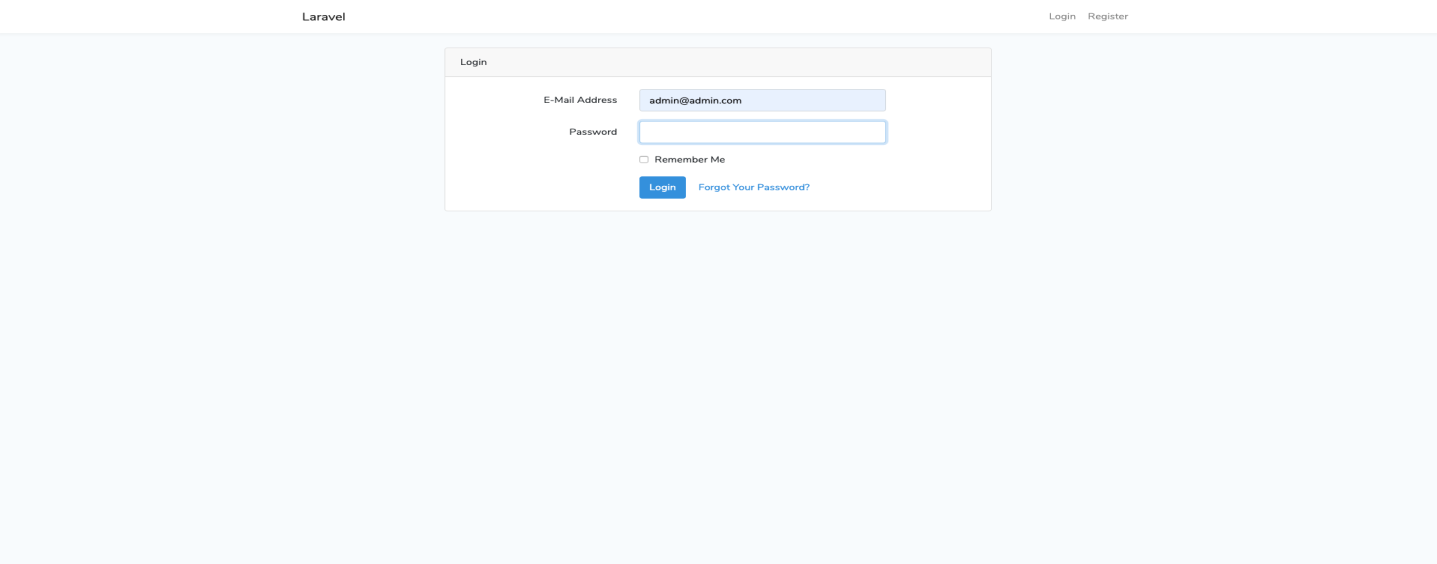 Laravel Login Register
Login
E-Mail Address admin@admin.com
Password
Remember Me
Login Forgot Your Password?